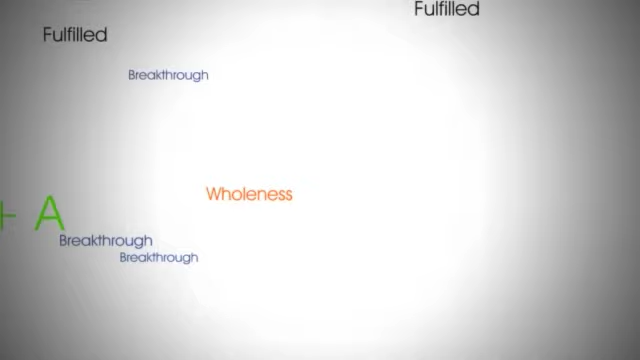 Fulfilled
Fulfilled
Breakthrough
Wholeness
+ A
Breakthrough
Breakthrough